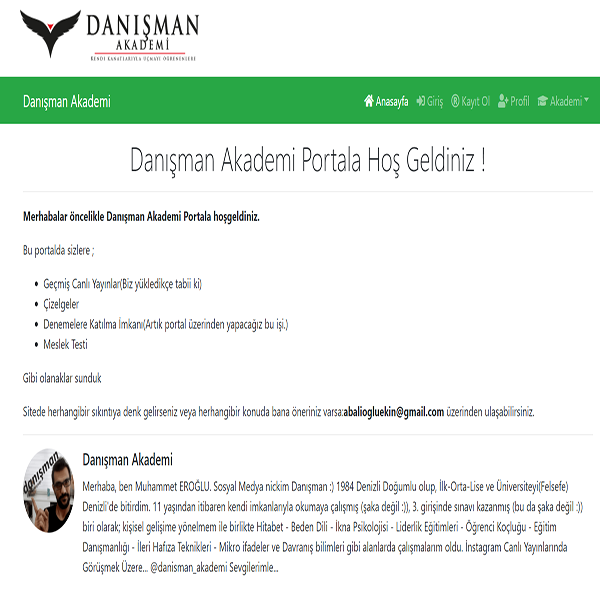 DANIŞMAN
AKADEMİ
KENDİ KANATLARIYLA UÇMAYI ÖĞRENENLERE
Danışman Akademi
Anasayfa Giriş Kayıt Ol Profil Akademi
Danışman Akademi Portala Hoş Geldiniz !
Merhabalar öncelikle Danışman Akademi Portala hoşgeldiniz.
Bu portalda sizlere ;
Geçmiş Canlı Yayınlar(Biz yükledikçe tabii ki)
Çizelgeler
Denemelere Katılma İmkanı(Artık portal üzerinden yapacağız bu işi.)
Meslek Testi
Gibi olanaklar sunduk
Sitede herhangibir sıkıntıya denk gelirseniz veya herhangibir konuda bana öneriniz varsa:abaliogluekin@gmail.com üzerinden ulaşabilirsiniz.
danışman
Danışman Akademi
Merhaba, ben Muhammet EROĞLU. Sosyal Medya nickim Danışman :) 1984 Denizli Doğumlu olup, İlk-Orta-Lise ve Üniversiteyi(Felsefe)
Denizli'de bitirdim. 11 yaşından itibaren kendi imkanlarıyla okumaya çalışmış (şaka değil :)), 3. girişinde sınavı kazanmış (bu da şaka değil :))
biri olarak; kişisel gelişime yönelmem ile birlikte Hitabet - Beden Dili - İkna Psikolojisi - Liderlik Eğitimleri - Öğrenci Koçluğu - Eğitim
Danışmanlığı - İleri Hafıza Teknikleri - Mikro ifadeler ve Davranış bilimleri gibi alanlarda çalışmalarım oldu. İnstagram Canlı Yayınlarında
Görüşmek Üzere... @danisman_akademi Sevgilerimle...